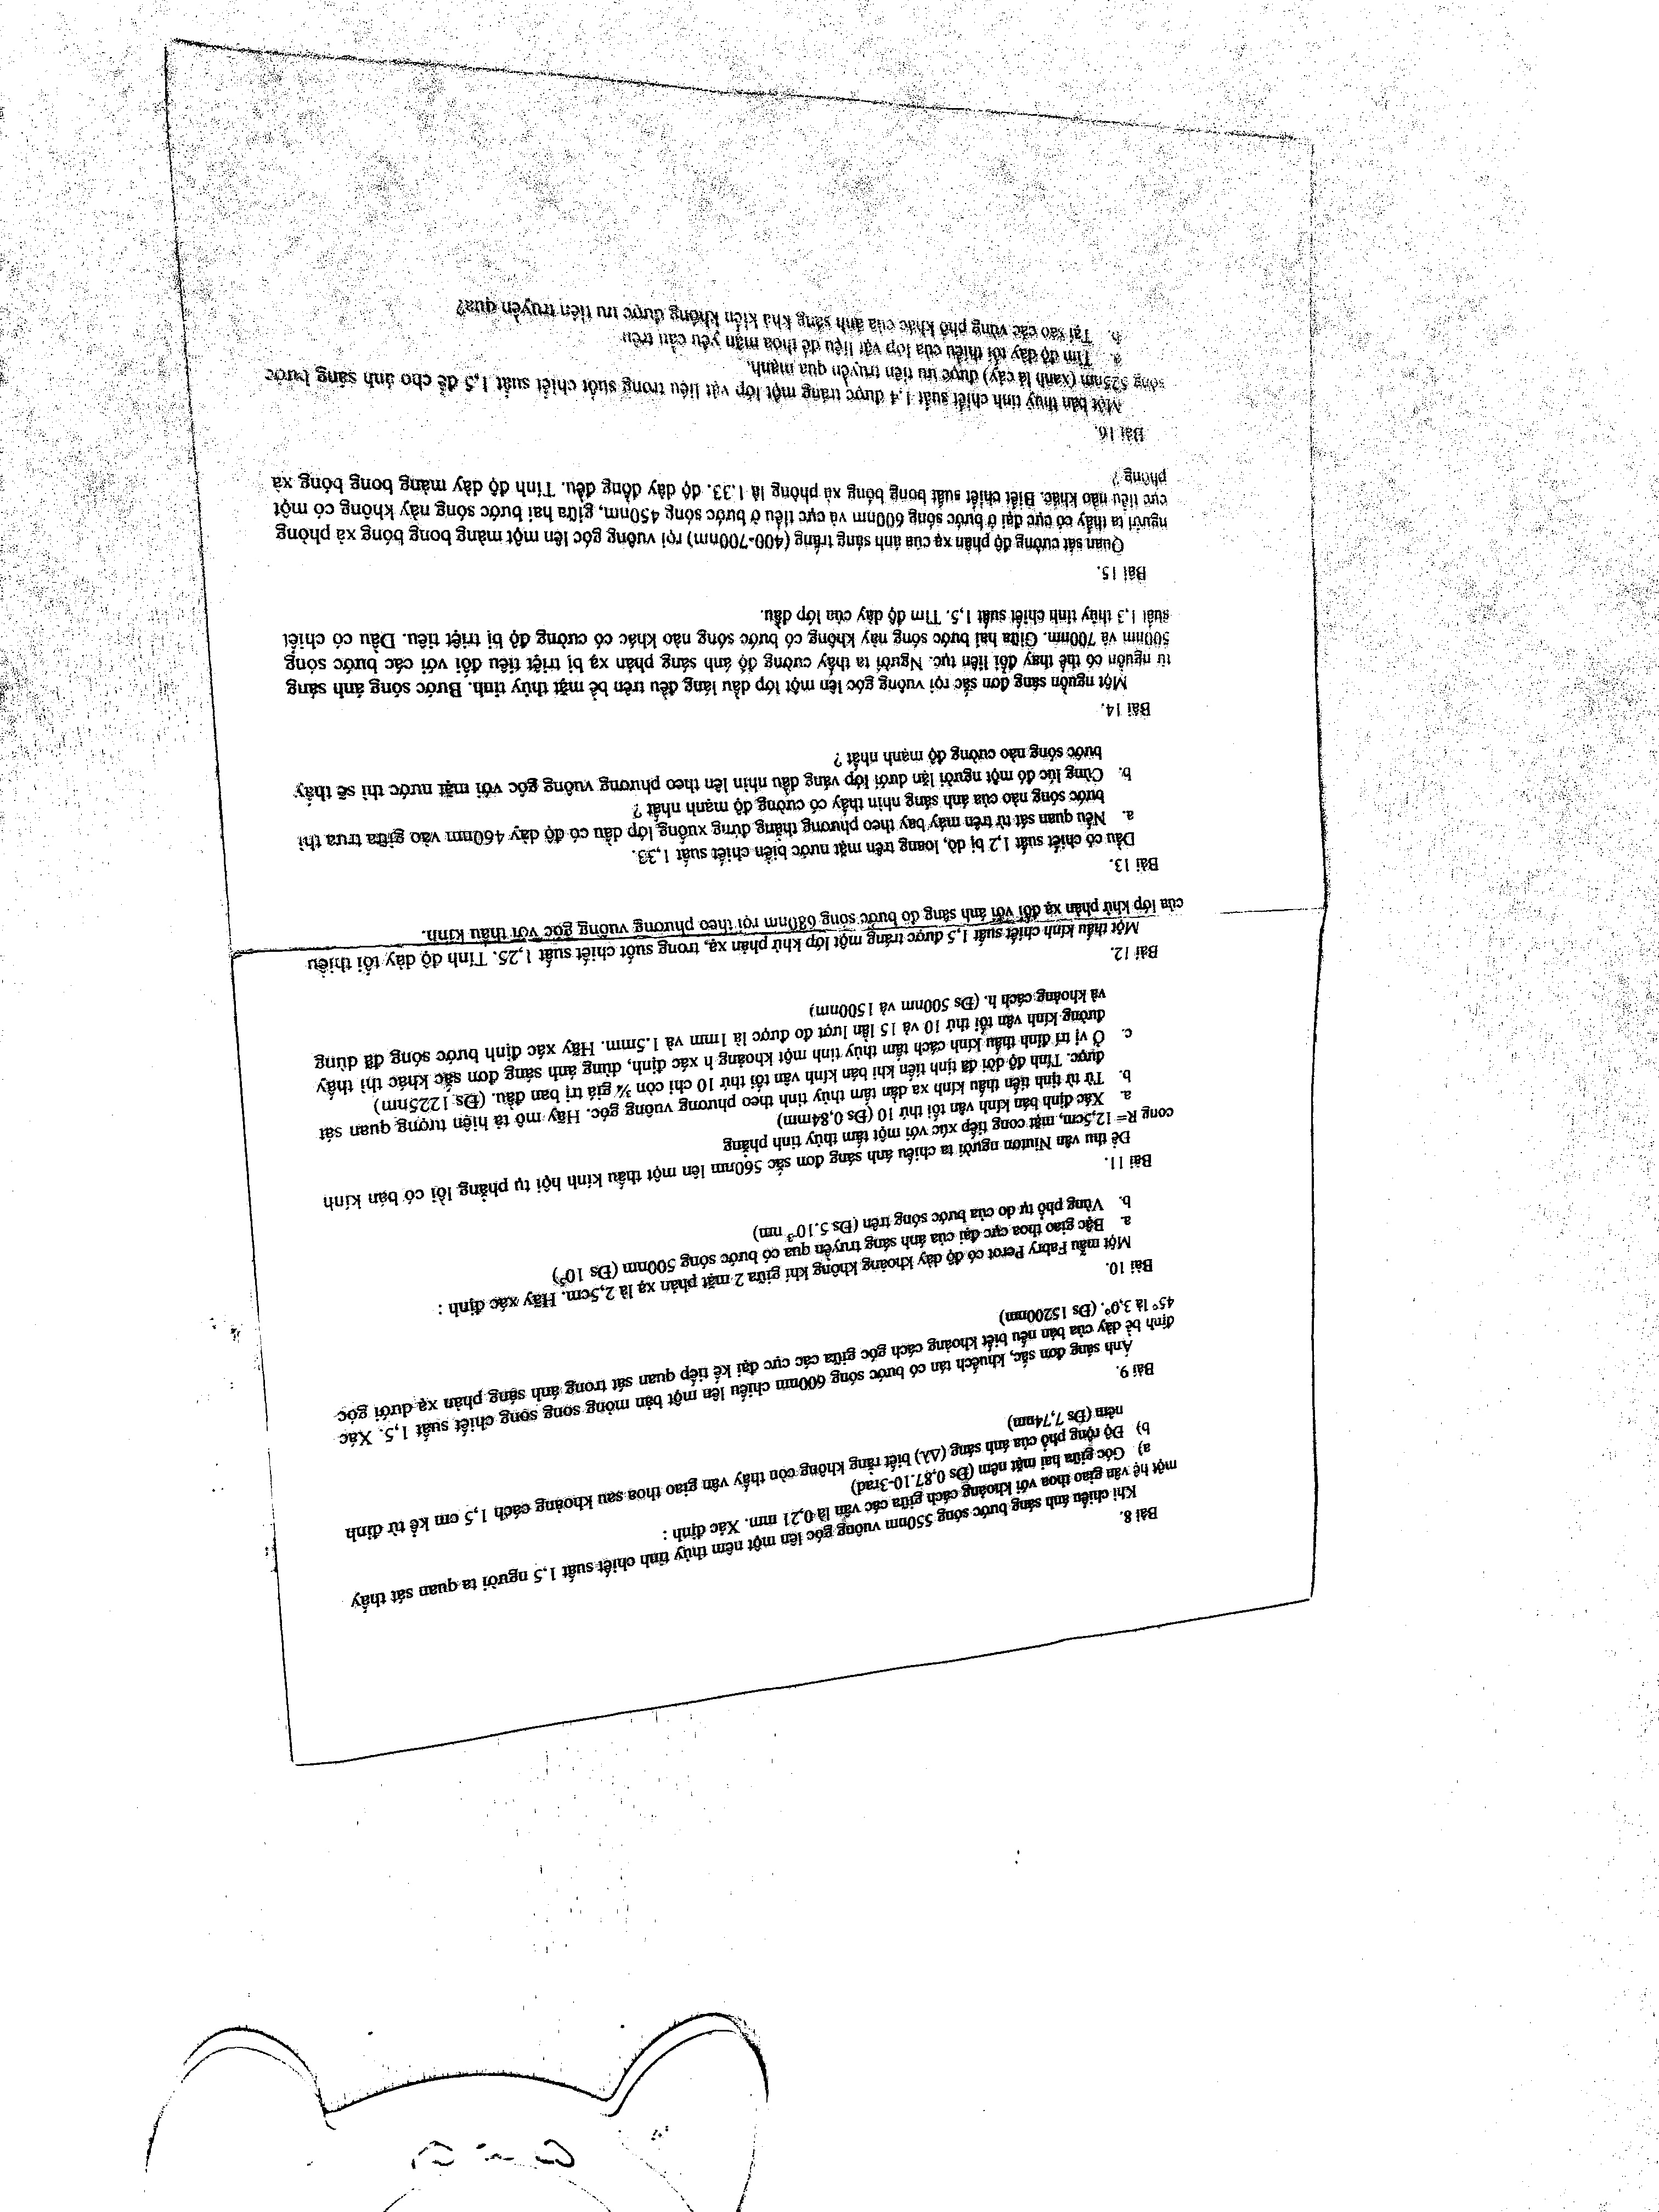 Bài 8.
Khi chiếu ánh sáng bước sóng 550nm vuông góc lên một nêm thủy tinh chiết suất 1,5 người ta quan sát thấy
một hệ vân giao thoa với khoảng cách giữa các vân là 0,21 mm. Xác định :
a) Góc giữa hai mặt nêm (Đs 0,87.10-3rad)
b) Độ rộng phổ của ánh sáng (Δλ) biết rằng không còn thấy vân giao thoa sau khoảng cách 1,5 cm kể từ đỉnh
nêm (Đs 7,74nm)
Bài 9.
Ánh sáng đơn sắc, khuếch tán có bước sóng 600nm chiếu lên một bản mỏng song song chiết suất 1,5. Xác
định bề dày của bản nếu biết khoảng cách góc giữa các cực đại kế tiếp quan sát trong ánh sáng phản xạ dưới góc
45° là 3,0°. (Đs 15200nm)
Bài 10.
Một mẫu Fabry Perot có độ dày khoảng không khí giữa 2 mặt phản xạ là 2,5cm. Hãy xác định :
a. Bậc giao thoa cực đại của ánh sáng truyền qua có bước sóng 500nm (Đs 10⁵)
b. Vùng phổ tự do của bước sóng trên (Đs 5.10⁻³ nm)
Bài 11.
Để thu vân Niutơn người ta chiếu ánh sáng đơn sắc 560nm lên một thấu kính hội tụ phẳng lồi có bán kính
cong R= 12,5cm, mặt cong tiếp xúc với một tấm thủy tinh phẳng
a. Xác định bán kính vân tối thứ 10 (Đs 0,84mm)
b. Từ từ tịnh tiến thấu kính xa dần tấm thủy tinh theo phương vuông góc. Hãy mô tả hiện tượng quan sát
được. Tính độ dời đã tịnh tiến khi bán kính vân tối thứ 10 chỉ còn ¾ giá trị ban đầu. (Đs 1225nm)
c. Ở vị trí đỉnh thấu kính cách tấm thủy tinh một khoảng h xác định, dùng ánh sáng đơn sắc khác thì thấy
đường kính vân tối thứ 10 và 15 lần lượt đo được là 1mm và 1.5mm. Hãy xác định bước sóng đã dùng
và khoảng cách h. (Đs 500nm và 1500nm)
Bài 12.
Một thấu kính chiết suất 1,5 được tráng một lớp khử phản xạ, trong suốt chiết suất 1,25. Tính độ dày tối thiểu
của lớp khử phản xạ đối với ánh sáng đỏ bước sóng 680nm rọi theo phương vuông góc với thấu kính.
Bài 13.
Dầu có chiết suất 1,2 bị dò, loang trên mặt nước biển chiết suất 1,33.
a. Nếu quan sát từ trên máy bay theo phương thẳng đứng xuống lớp dầu có độ dày 460nm vào giữa trưa thì
bước sóng nào của ánh sáng nhìn thấy có cường độ mạnh nhất ?
b. Cùng lúc đó một người lặn dưới lớp váng dầu nhìn lên theo phương vuông góc với mặt nước thì sẽ thấy
bước sóng nào cường độ mạnh nhất ?
Bài 14.
Một nguồn sáng đơn sắc rọi vuông góc lên một lớp dầu láng đều trên bề mặt thủy tinh. Bước sóng ánh sáng
từ nguồn có thể thay đổi liên tục. Người ta thấy cường độ ánh sáng phản xạ bị triệt tiêu đối với các bước sóng
500nm và 700nm. Giữa hai bước sóng này không có bước sóng nào khác có cường độ bị triệt tiêu. Dầu có chiết
suất 1,3 thủy tinh chiết suất 1,5. Tìm độ dày của lớp dầu.
Bài 15.
Quan sát cường độ phản xạ của ánh sáng trắng (400-700nm) rọi vuông góc lên một màng bong bóng xà phòng
người ta thấy có cực đại ở bước sóng 600nm và cực tiểu ở bước sóng 450nm, giữa hai bước sóng này không có một
cực tiểu nào khác. Biết chiết suất bong bóng xà phòng là 1.33. độ dày đồng đều. Tính độ dày màng bong bóng xà
phòng ?
Bài 16.
Một bản thủy tinh chiết suất 1.4 được tráng một lớp vật liệu trong suốt chiết suất 1,5 để cho ánh sáng bước
sóng 525nm (xanh lá cây) được ưu tiên truyền qua mạnh.
a. Tìm độ dày tối thiểu của lớp vật liệu để thỏa mãn yêu cầu trên
b. Tại sao các vùng phổ khác của ánh sáng khả kiến không được ưu tiên truyền qua?